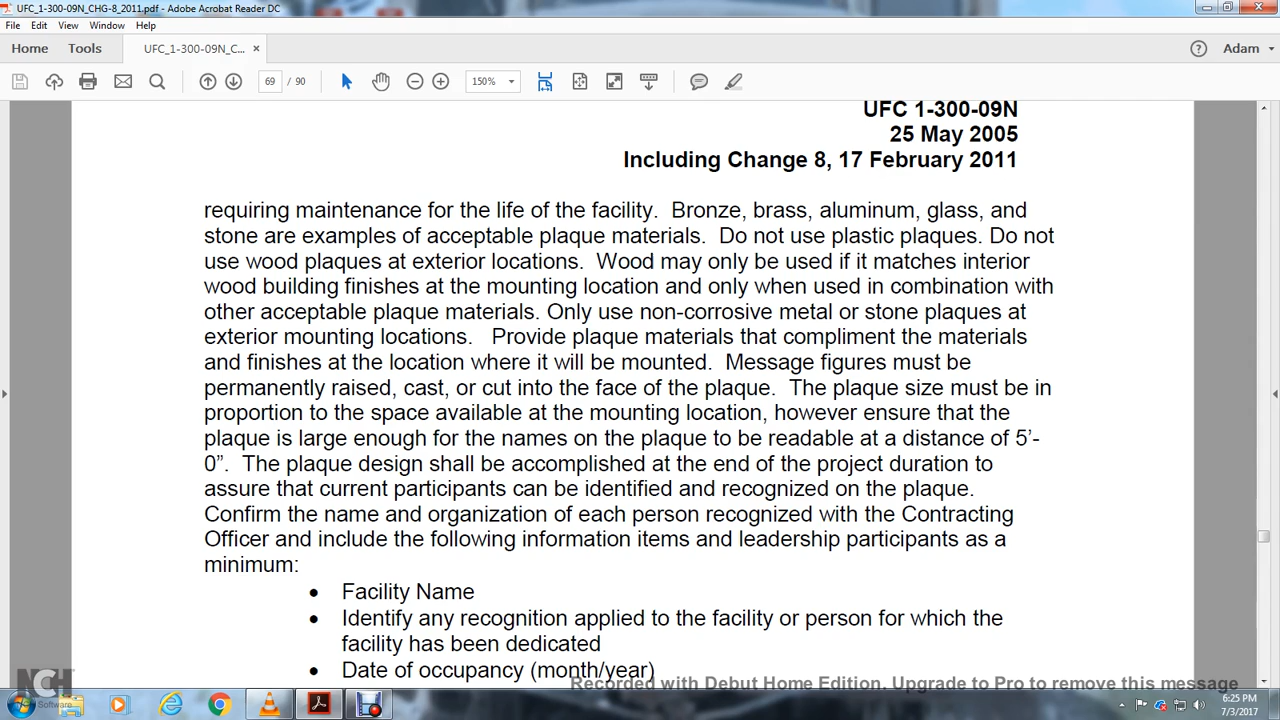 UFC_1-300-09N_CHG-8_2011.pdf - Adobe Acrobat Reader DC
File Edit View Window Help
Home Tools UFC_1-300-09N_C... × Adam
69 / 90 150%
UFC 1-300-09N
25 May 2005
Including Change 8, 17 February 2011
requiring maintenance for the life of the facility. Bronze, brass, aluminum, glass, and
stone are examples of acceptable plaque materials. Do not use plastic plaques. Do not
use wood plaques at exterior locations. Wood may only be used if it matches interior
wood building finishes at the mounting location and only when used in combination with
other acceptable plaque materials. Only use non-corrosive metal or stone plaques at
exterior mounting locations. Provide plaque materials that compliment the materials
and finishes at the location where it will be mounted. Message figures must be
permanently raised, cast, or cut into the face of the plaque. The plaque size must be in
proportion to the space available at the mounting location, however ensure that the
plaque is large enough for the names on the plaque to be readable at a distance of 5’-
0”. The plaque design shall be accomplished at the end of the project duration to
assure that current participants can be identified and recognized on the plaque.
Confirm the name and organization of each person recognized with the Contracting
Officer and include the following information items and leadership participants as a
minimum:
• Facility Name
• Identify any recognition applied to the facility or person for which the
facility has been dedicated
• Date of occupancy (month/year)
Recorded with Debut Home Edition. Upgrade to Pro to remove this message
NCH
Software
6:25 PM
7/3/2017